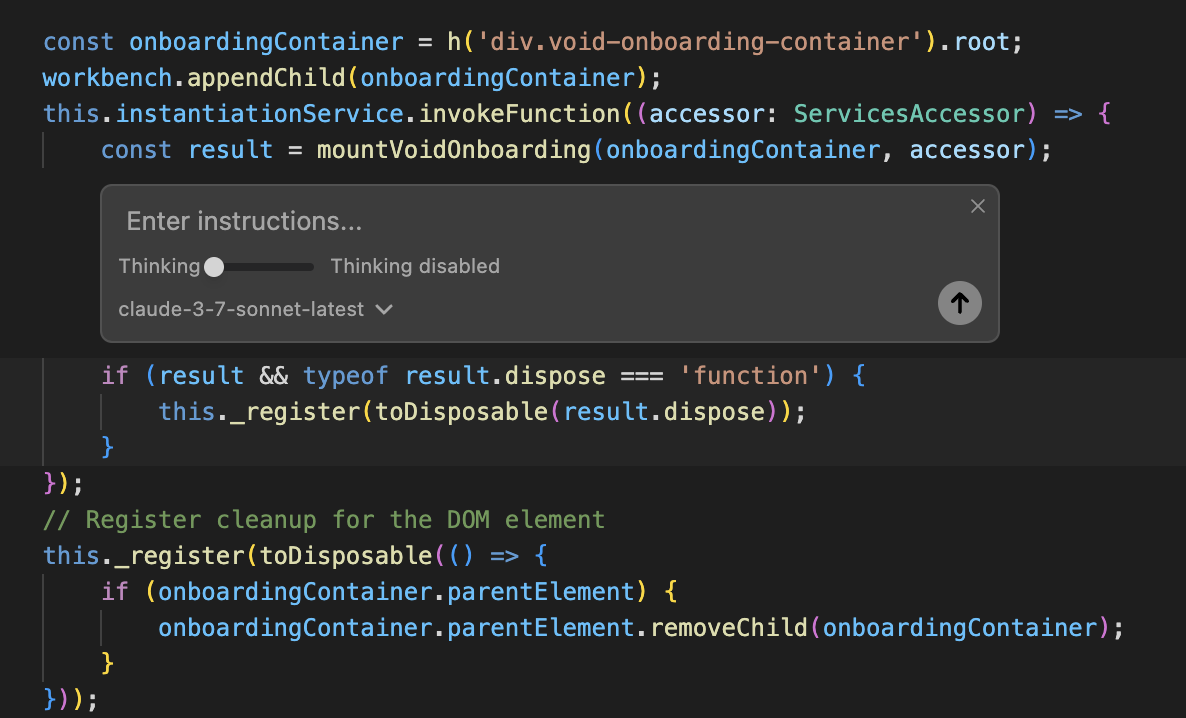 const onboardingContainer = h('div.void-onboarding-container').root;
workbench.appendChild(onboardingContainer);
this.instantiationService.invokeFunction((accessor: ServicesAccessor) => {
const result = mountVoidOnboarding(onboardingContainer, accessor);
Enter instructions...
Thinking Thinking disabled
claude-3-7-sonnet-latest
if (result && typeof result.dispose === 'function') {
this._register(toDisposable(result.dispose));
}
});
// Register cleanup for the DOM element
this._register(toDisposable(() => {
if (onboardingContainer.parentElement) {
onboardingContainer.parentElement.removeChild(onboardingContainer);
}
}));